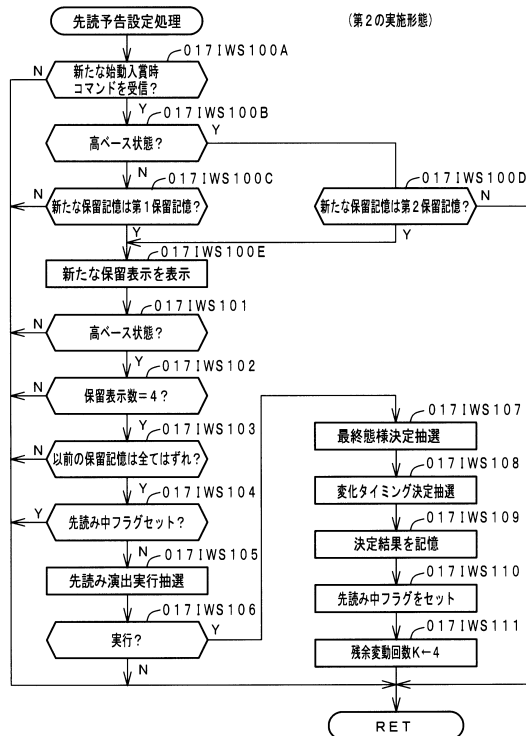 先読予告設定処理
(第２の実施形態)
０１７ＩＷＳ１００Ａ
新たな始動入賞時
コマンドを受信？
N
Y
０１７ＩＷＳ１００Ｂ
高ベース状態？
Y
N
０１７ＩＷＳ１００Ｃ
新たな保留記憶は第１保留記憶？
N
Y
０１７ＩＷＳ１００Ｄ
新たな保留記憶は第２保留記憶？
N
Y
０１７ＩＷＳ１００Ｅ
新たな保留表示を表示
０１７ＩＷＳ１０１
高ベース状態？
N
Y
０１７ＩＷＳ１０２
保留表示数＝４？
N
Y
０１７ＩＷＳ１０３
以前の保留記憶は全てはずれ？
N
Y
０１７ＩＷＳ１０４
先読み中フラグセット？
Y
N
０１７ＩＷＳ１０５
先読み演出実行抽選
０１７ＩＷＳ１０６
実行？
Y
N
０１７ＩＷＳ１０７
最終態様決定抽選
０１７ＩＷＳ１０８
変化タイミング決定抽選
０１７ＩＷＳ１０９
決定結果を記憶
０１７ＩＷＳ１１０
先読み中フラグをセット
０１７ＩＷＳ１１１
残余変動回数Ｋ←４
ＲＥＴ